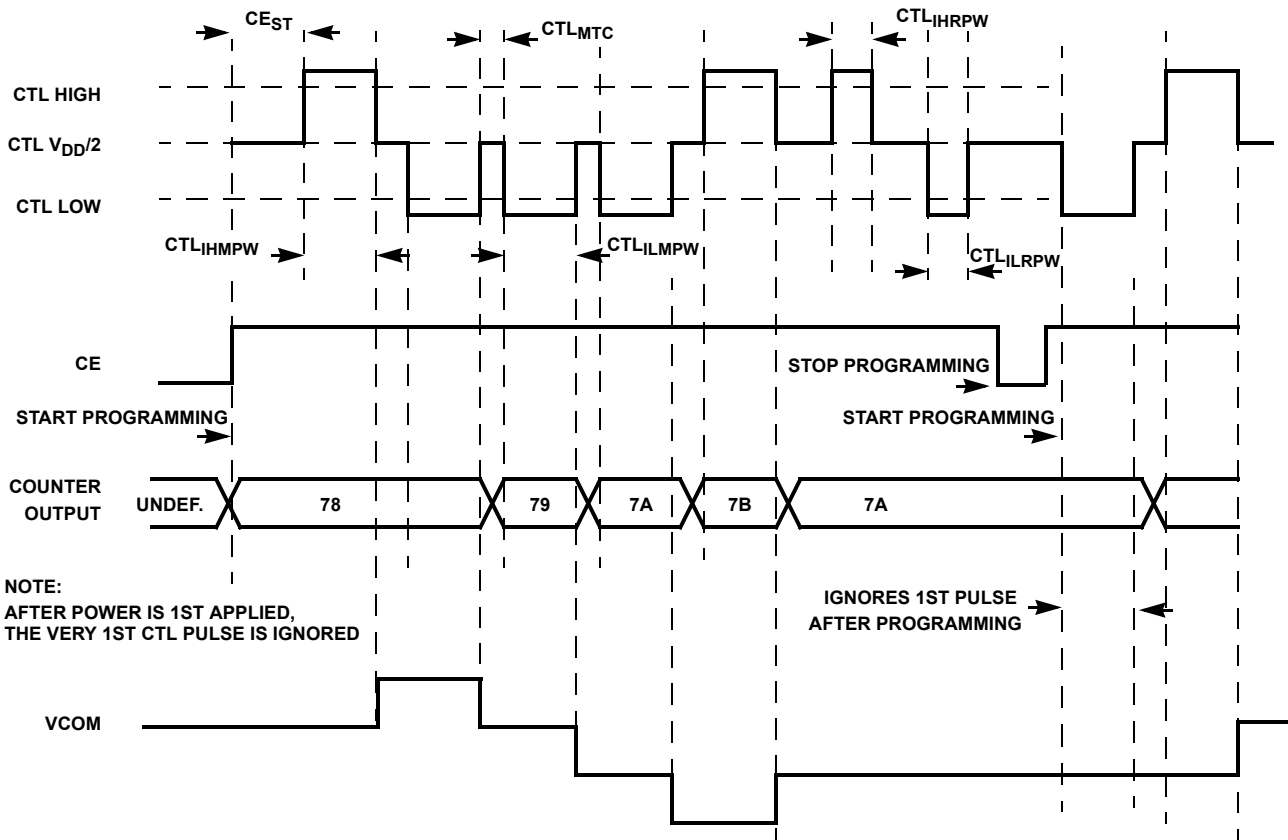 CE_ST
CTL_MTC
CTL_IHRPW
CTL HIGH
CTL V_DD/2
CTL LOW
CTL_IHMPW
CTL_ILMPW
CTL_ILRPW
CE
STOP PROGRAMMING
START PROGRAMMING
START PROGRAMMING
COUNTER
OUTPUT
UNDEF.
78
79
7A
7B
7A
NOTE:
AFTER POWER IS 1ST APPLIED,
THE VERY 1ST CTL PULSE IS IGNORED
IGNORES 1ST PULSE
AFTER PROGRAMMING
VCOM